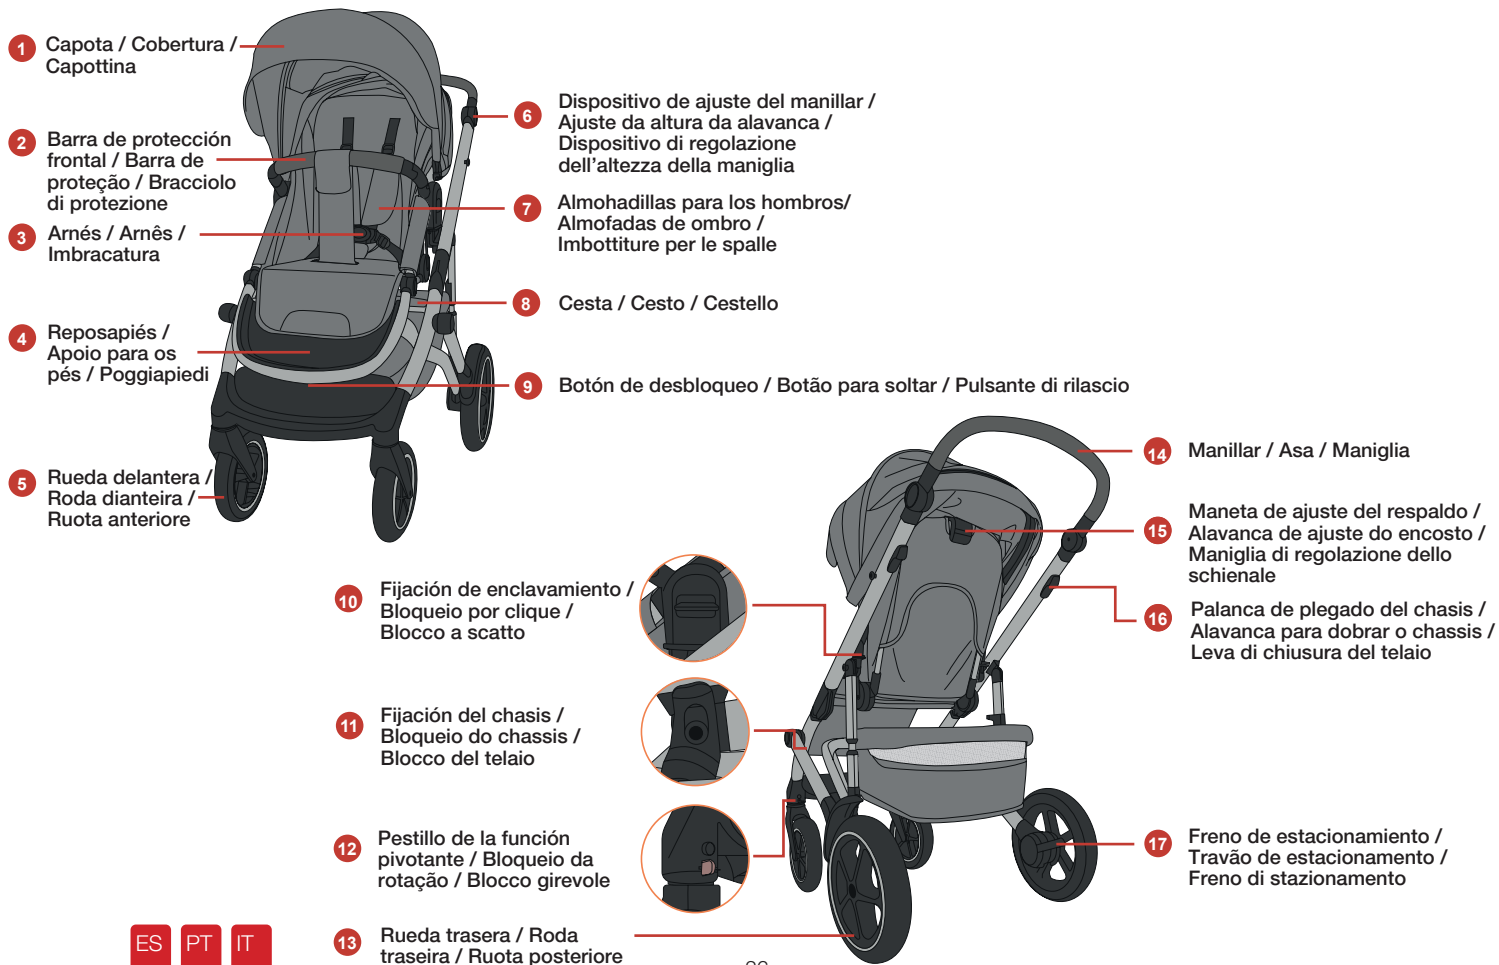 1 Capota / Cobertura /
Capottina
2 Barra de protección
frontal / Barra de
proteção / Bracciolo
di protezione
3 Arnés / Arnês /
Imbracatura
4 Reposapiés /
Apoio para os
pés / Poggiapiedi
5 Rueda delantera /
Roda dianteira /
Ruota anteriore
6 Dispositivo de ajuste del manillar /
Ajuste da altura da alavanca /
Dispositivo di regolazione
dell'altezza della maniglia
7 Almohadillas para los hombros/
Almofadas de ombro /
Imbottiture per le spalle
8 Cesta / Cesto / Cestello
9 Botón de desbloqueo / Botão para soltar / Pulsante di rilascio
10 Fijación de enclavamiento /
Bloqueio por clique /
Blocco a scatto
11 Fijación del chasis /
Bloqueio do chassis /
Blocco del telaio
12 Pestillo de la función
pivotante / Bloqueio da
rotação / Blocco girevole
13 Rueda trasera / Roda
traseira / Ruota posteriore
14 Manillar / Asa / Maniglia
15 Maneta de ajuste del respaldo /
Alavanca de ajuste do encosto /
Maniglia di regolazione dello
schienale
16 Palanca de plegado del chasis /
Alavanca para dobrar o chassis /
Leva di chiusura del telaio
17 Freno de estacionamiento /
Travão de estacionamento /
Freno di stazionamento
ES PT IT